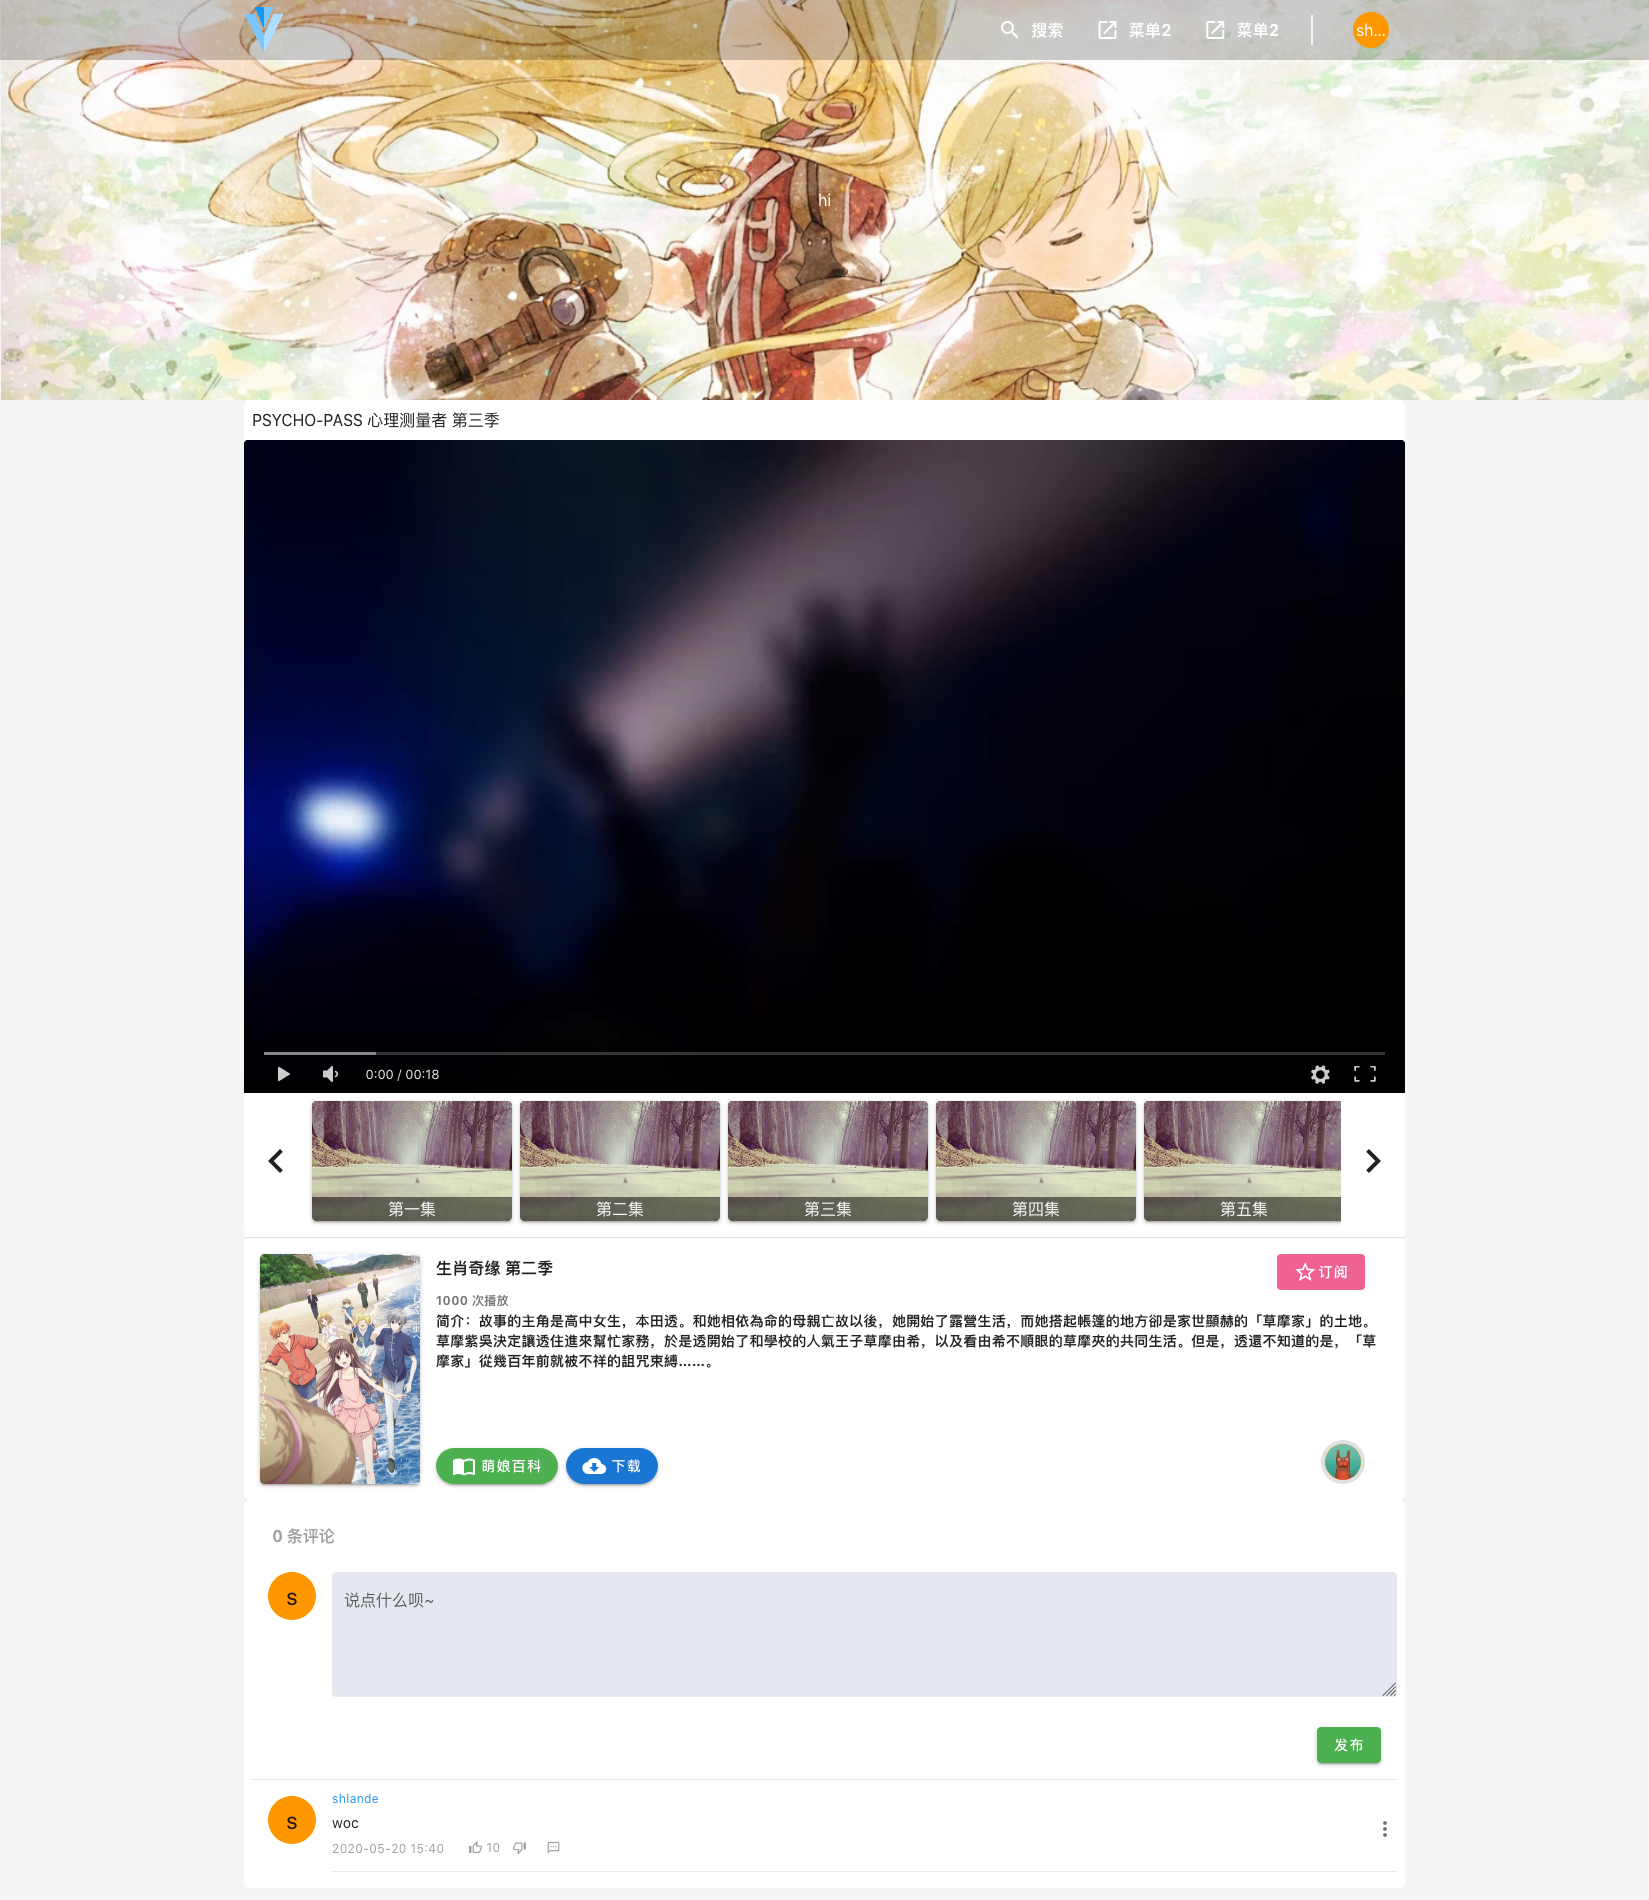 搜索
菜单2
菜单2
sh...
hi
PSYCHO-PASS 心理测量者 第三季
0:00 / 00:18
第一集
第二集
第三集
第四集
第五集
生肖奇缘 第二季
订阅
1000 次播放
简介：故事的主角是高中女生，本田透。和她相依為命的母親亡故以後，她開始了露營生活，而她搭起帳篷的地方卻是家世顯赫的「草摩家」的土地。
草摩紫吳決定讓透住進來幫忙家務，於是透開始了和學校的人氣王子草摩由希，以及看由希不順眼的草摩夾的共同生活。但是，透還不知道的是，「草
摩家」從幾百年前就被不祥的詛咒束縛……。
萌娘百科
下载
0 条评论
s
说点什么呗~
发布
s
shlande
woc
2020-05-20 15:40
10